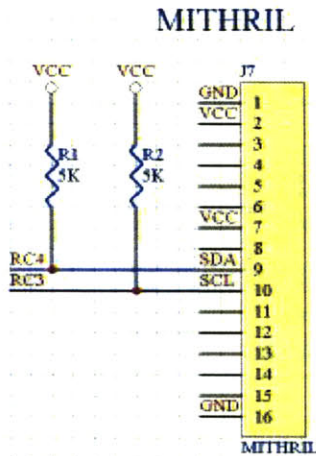 MITHRIL
VCC VCC J7
GND 1
VCC 2
R1 R2 3
5K 5K 4
5
6
VCC 7
8
RC4 SDA 9
RC3 SCL 10
11
12
13
14
15
GND 16
MITHRIL